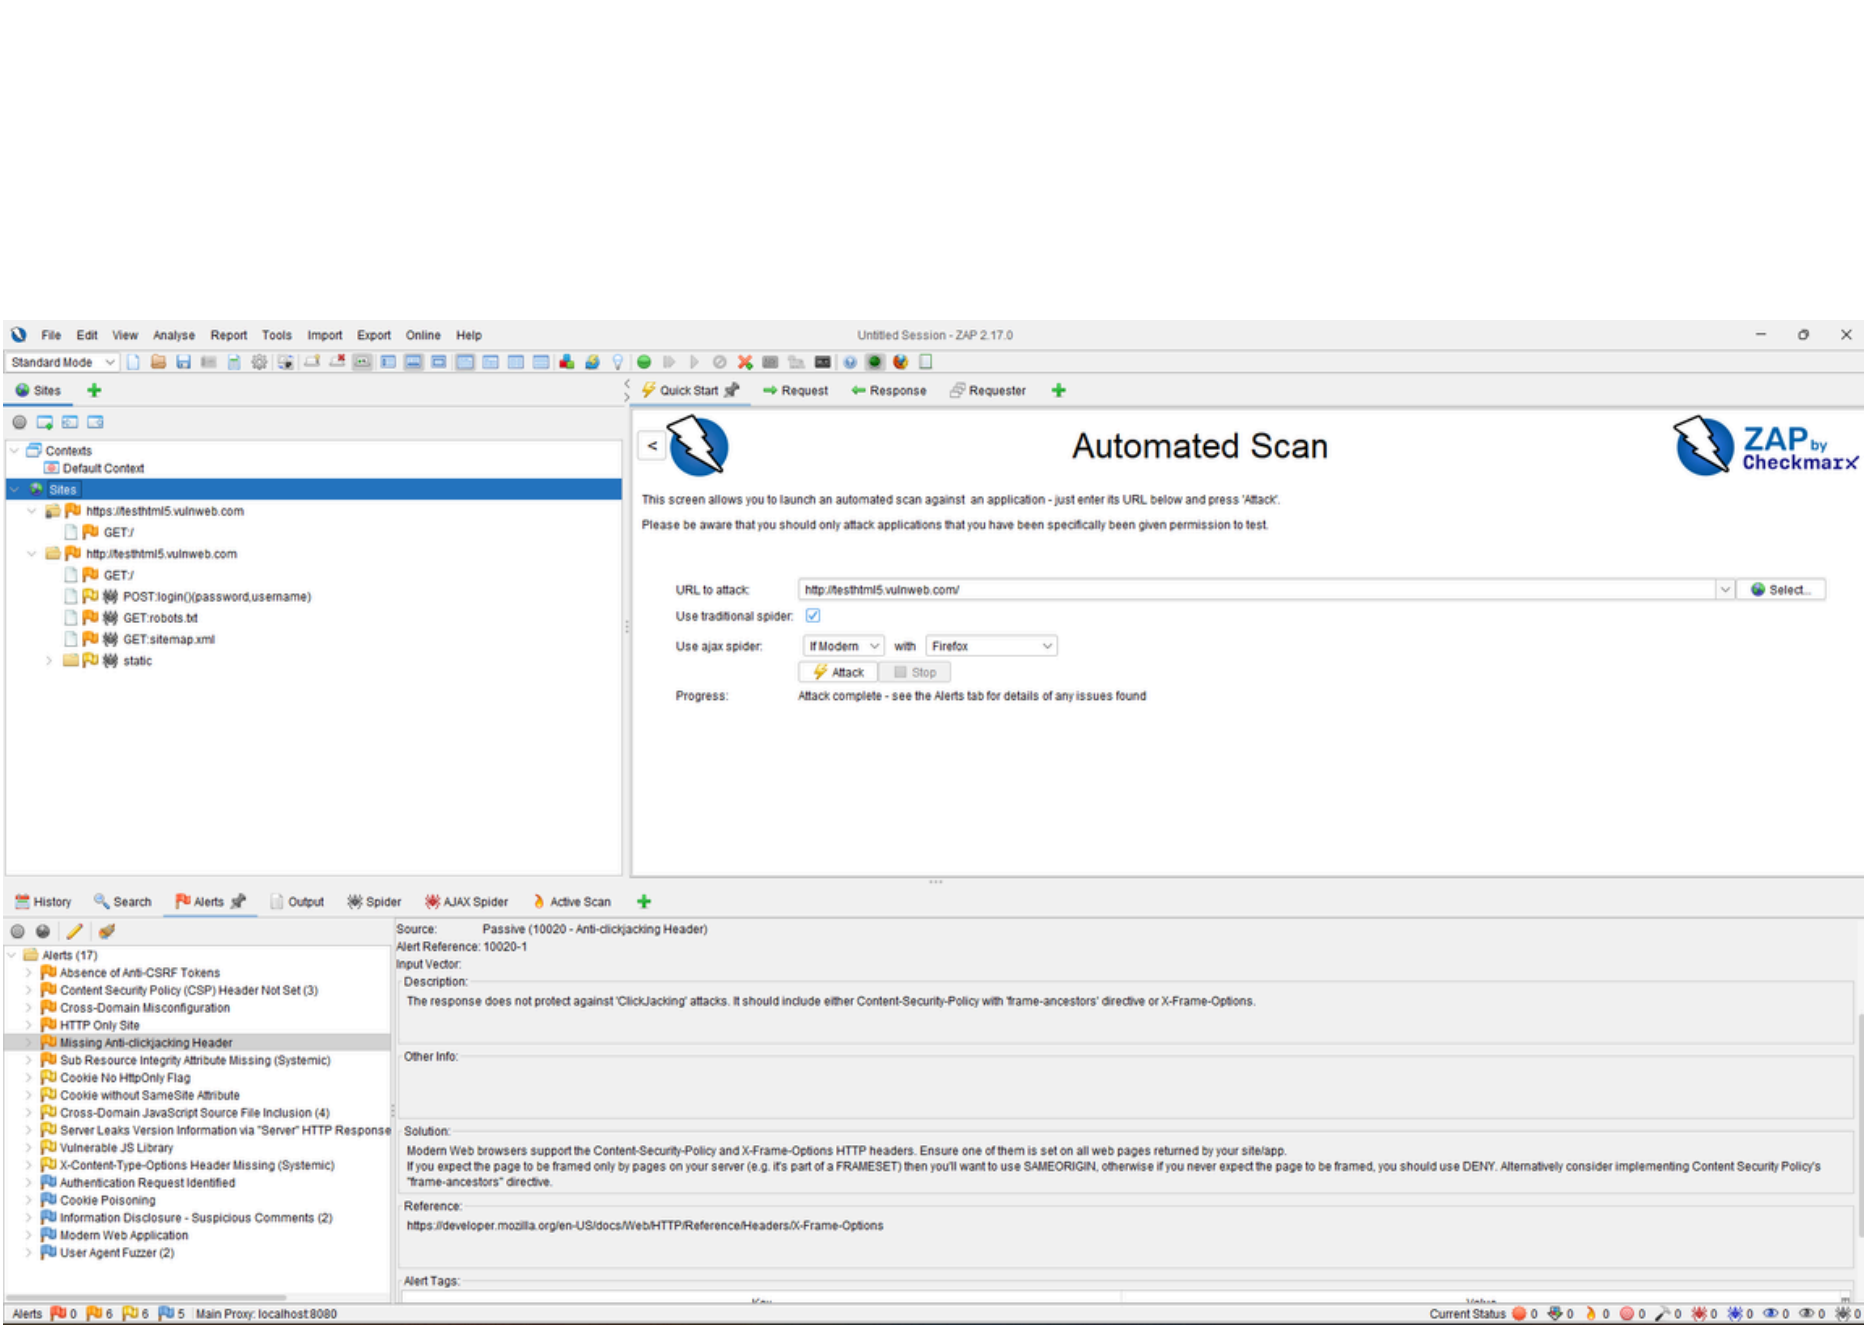 File Edit View Analyse Report Tools Import Export Online Help
Untitled Session - ZAP 2.17.0
Standard Mode
Sites
Quick Start Request Response Requester
Contexts
Default Context
Sites
https://testhtml5.vulnweb.com
GET:/
http://testhtml5.vulnweb.com
GET:/
POST:login()(password,username)
GET:robots.txt
GET:sitemap.xml
static
<
Automated Scan
ZAP by
Checkmarx
This screen allows you to launch an automated scan against an application - just enter its URL below and press 'Attack'.
Please be aware that you should only attack applications that you have been specifically been given permission to test.
URL to attack: http://testhtml5.vulnweb.com/ Select...
Use traditional spider:
Use ajax spider: If Modern with Firefox
Attack Stop
Progress: Attack complete - see the Alerts tab for details of any issues found
History Search Alerts Output Spider AJAX Spider Active Scan
Alerts (17)
Absence of Anti-CSRF Tokens
Content Security Policy (CSP) Header Not Set (3)
Cross-Domain Misconfiguration
HTTP Only Site
Missing Anti-clickjacking Header
Sub Resource Integrity Attribute Missing (Systemic)
Cookie No HttpOnly Flag
Cookie without SameSite Attribute
Cross-Domain JavaScript Source File Inclusion (4)
Server Leaks Version Information via "Server" HTTP Response
Vulnerable JS Library
X-Content-Type-Options Header Missing (Systemic)
Authentication Request Identified
Cookie Poisoning
Information Disclosure - Suspicious Comments (2)
Modern Web Application
User Agent Fuzzer (2)
Source: Passive (10020 - Anti-clickjacking Header)
Alert Reference: 10020-1
Input Vector:
Description:
The response does not protect against 'ClickJacking' attacks. It should include either Content-Security-Policy with 'frame-ancestors' directive or X-Frame-Options.
Other Info:
Solution:
Modern Web browsers support the Content-Security-Policy and X-Frame-Options HTTP headers. Ensure one of them is set on all web pages returned by your site/app.
If you expect the page to be framed only by pages on your server (e.g. it's part of a FRAMESET) then you'll want to use SAMEORIGIN, otherwise if you never expect the page to be framed, you should use DENY. Alternatively consider implementing Content Security Policy's
"frame-ancestors" directive.
Reference:
https://developer.mozilla.org/en-US/docs/Web/HTTP/Reference/Headers/X-Frame-Options
Alert Tags:
Key Value
Alerts 0 6 6 5 Main Proxy: localhost:8080
Current Status 0 0 0 0 0 0 0 0 0 0